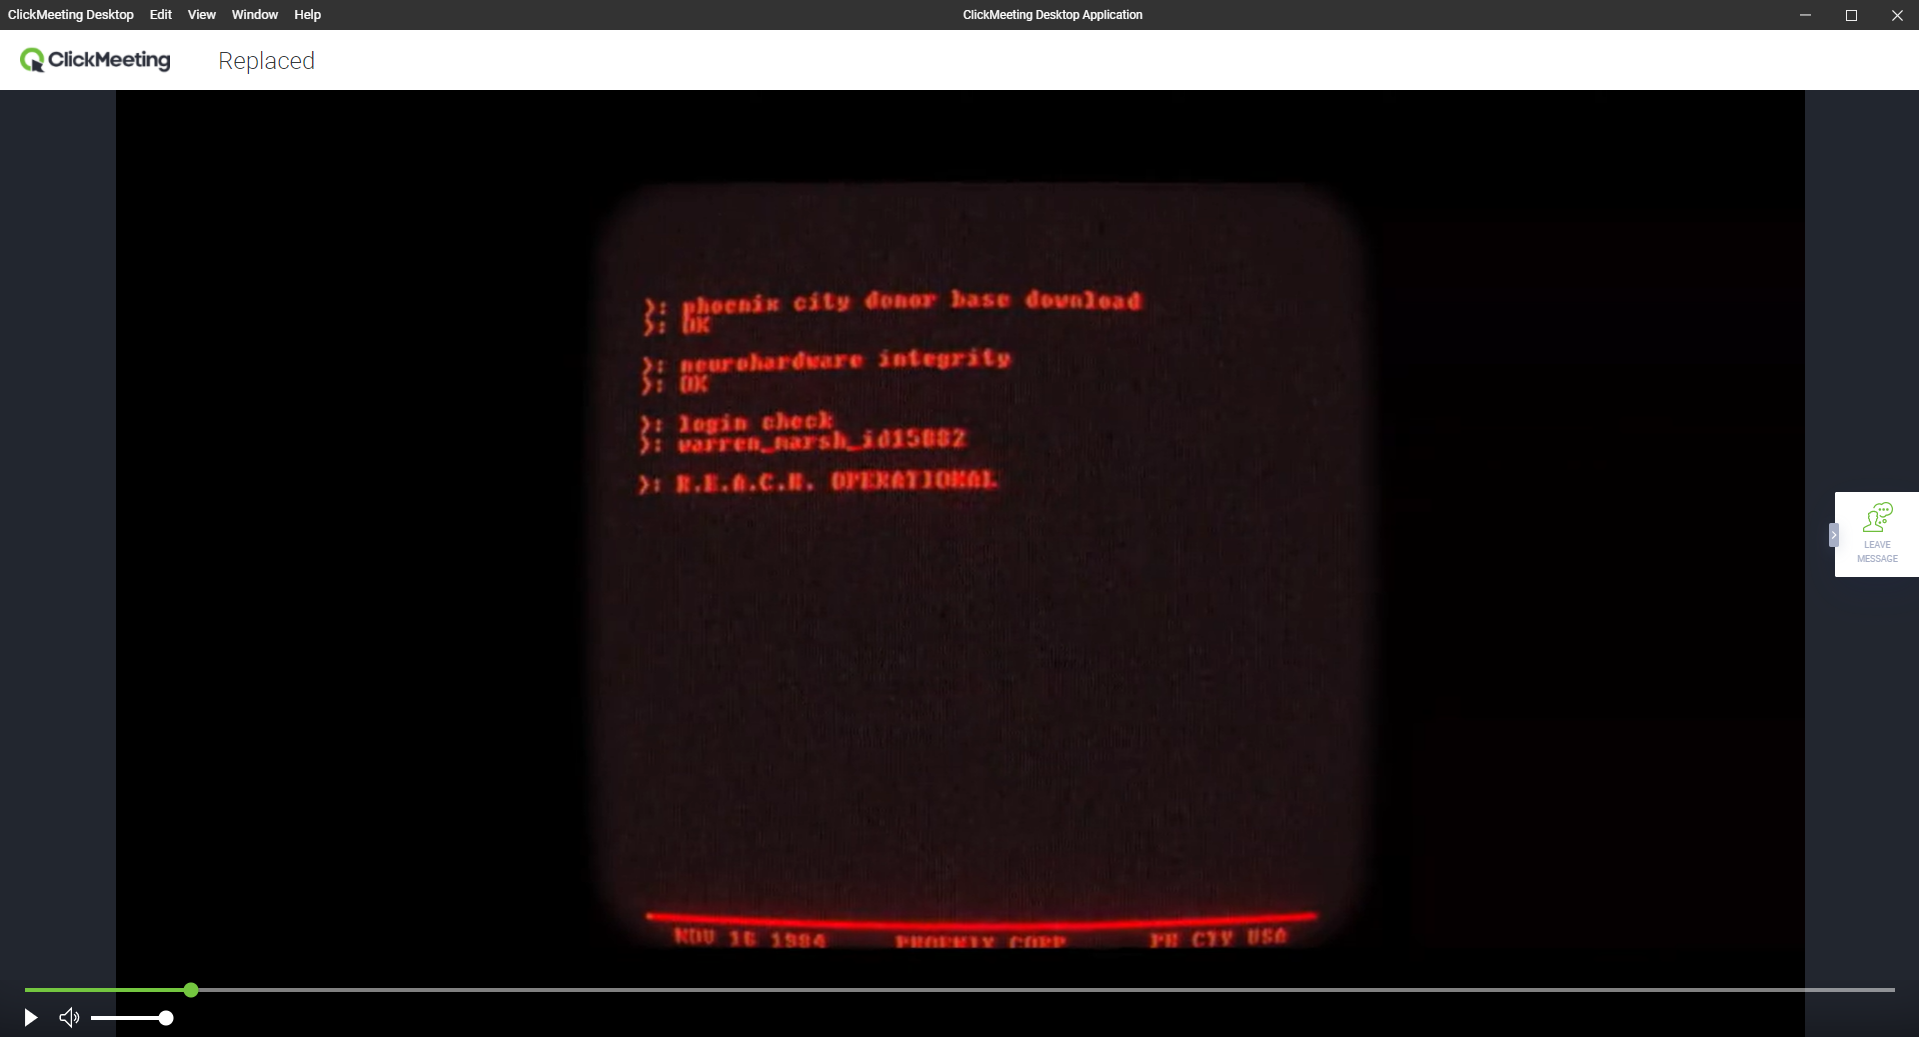 ClickMeeting Desktop Edit View Window Help ClickMeeting Desktop Application
ClickMeeting Replaced
>: phoenix city donor base download
>: OK
>: neurohardware integrity
>: OK
>: login check
>: warren_marsh_id15882
>: R.E.A.C.H. OPERATIONAL
LEAVE
MESSAGE
NOV 16 1984 PHOENIX CORP PH CTY USA